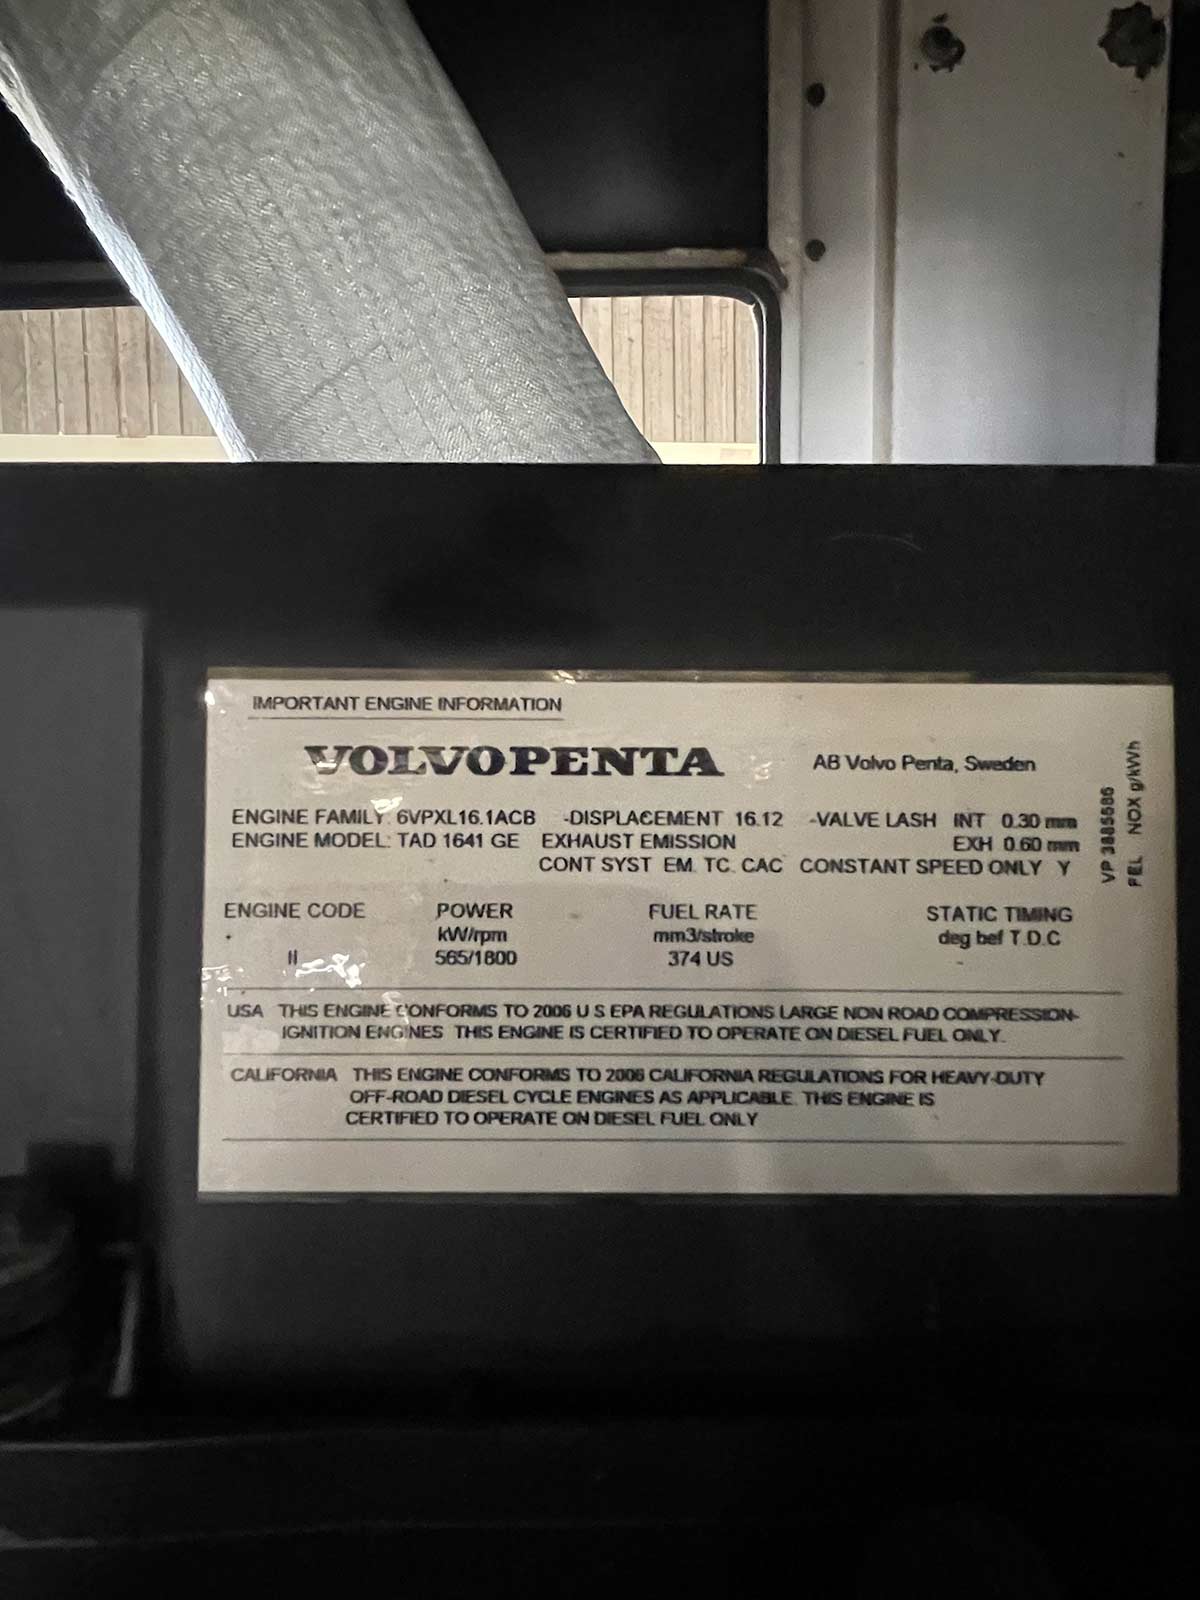 IMPORTANT ENGINE INFORMATION
VOLVO PENTA
AB Volvo Penta, Sweden
ENGINE FAMILY: 6VPXL16.1ACB -DISPLACEMENT 16.12 -VALVE LASH INT 0.30 mm
ENGINE MODEL: TAD 1641 GE EXHAUST EMISSION EXH 0.60 mm
CONT SYST EM. TC. CAC CONSTANT SPEED ONLY Y
ENGINE CODE POWER FUEL RATE STATIC TIMING
kW/rpm mm3/stroke deg bef T.D.C
II 565/1800 374 US -
USA THIS ENGINE CONFORMS TO 2006 U S EPA REGULATIONS LARGE NON ROAD COMPRESSION-
IGNITION ENGINES THIS ENGINE IS CERTIFIED TO OPERATE ON DIESEL FUEL ONLY.
CALIFORNIA THIS ENGINE CONFORMS TO 2006 CALIFORNIA REGULATIONS FOR HEAVY-DUTY
OFF-ROAD DIESEL CYCLE ENGINES AS APPLICABLE. THIS ENGINE IS
CERTIFIED TO OPERATE ON DIESEL FUEL ONLY
VP
FEL NOX g/kWh